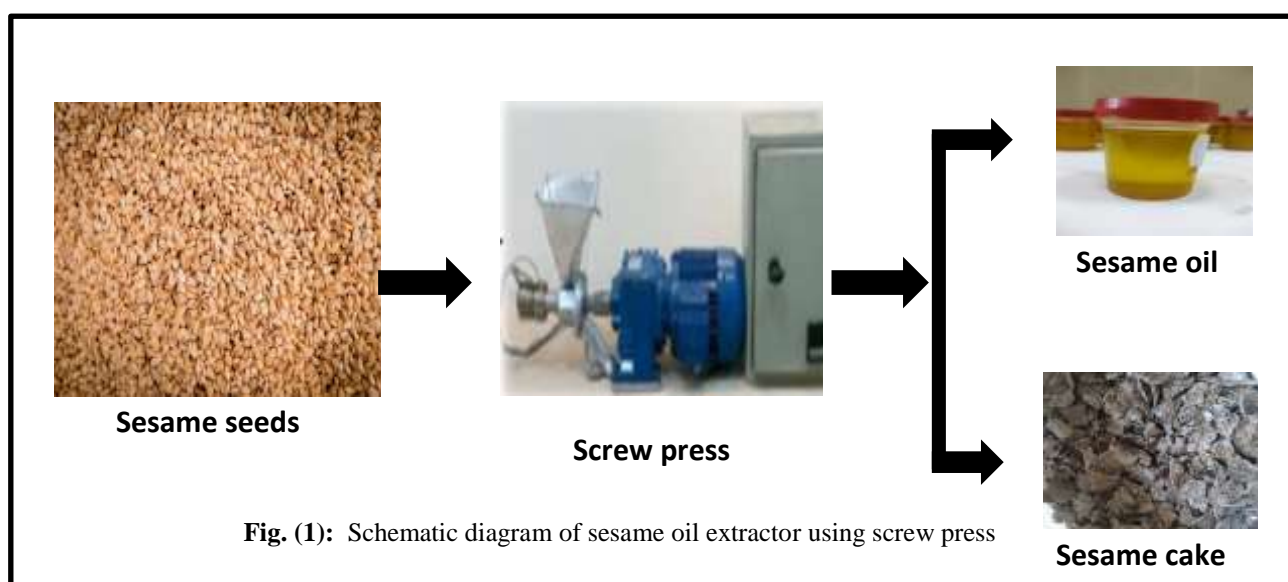 Sesame seeds
Screw press
Sesame oil
Sesame cake
Fig. (1): Schematic diagram of sesame oil extractor using screw press